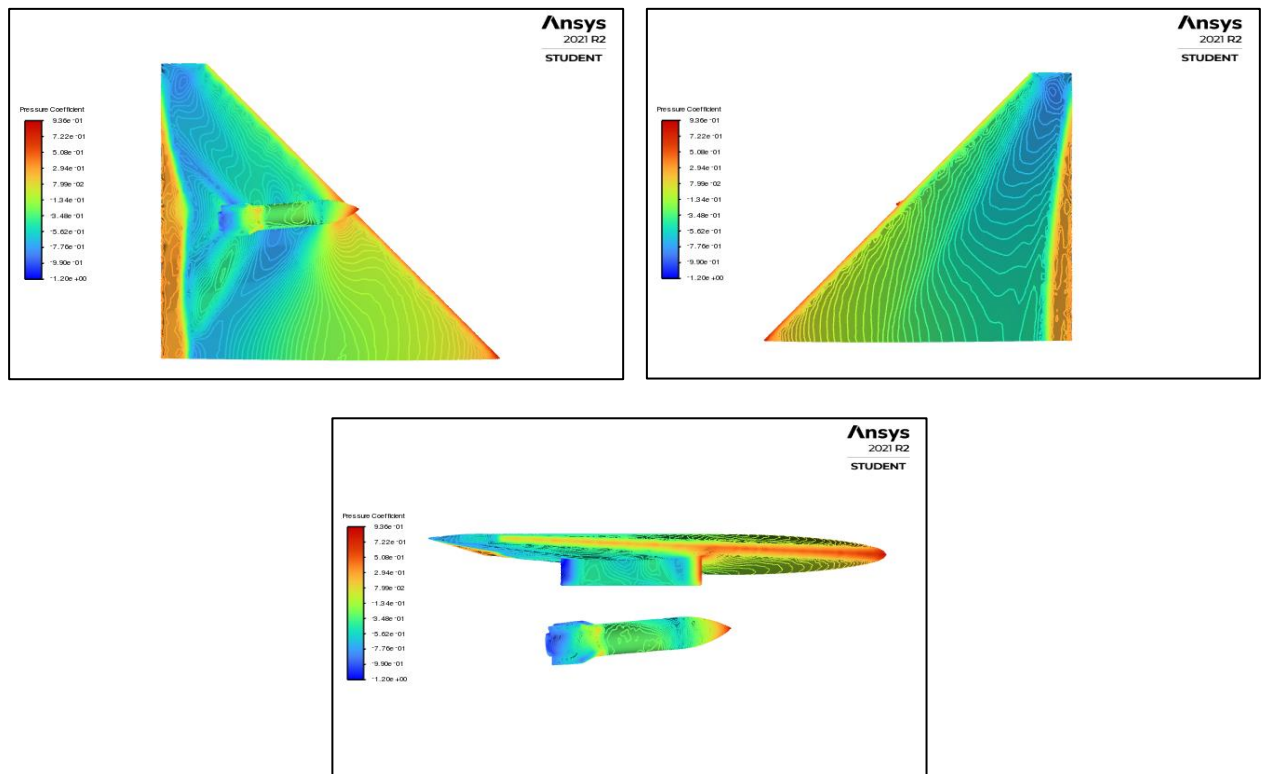 Ansys
2021 R2
STUDENT
Pressure Coefficient
9.36e-01
7.22e-01
5.08e-01
2.94e-01
7.99e-02
-1.34e-01
-3.48e-01
-5.62e-01
-7.76e-01
-9.90e-01
-1.20e+00
Ansys
2021 R2
STUDENT
Pressure Coefficient
9.36e-01
7.22e-01
5.08e-01
2.94e-01
7.99e-02
-1.34e-01
-3.48e-01
-5.62e-01
-7.76e-01
-9.90e-01
-1.20e+00
Ansys
2021 R2
STUDENT
Pressure Coefficient
9.36e-01
7.22e-01
5.08e-01
2.94e-01
7.99e-02
-1.34e-01
-3.48e-01
-5.62e-01
-7.76e-01
-9.90e-01
-1.20e+00